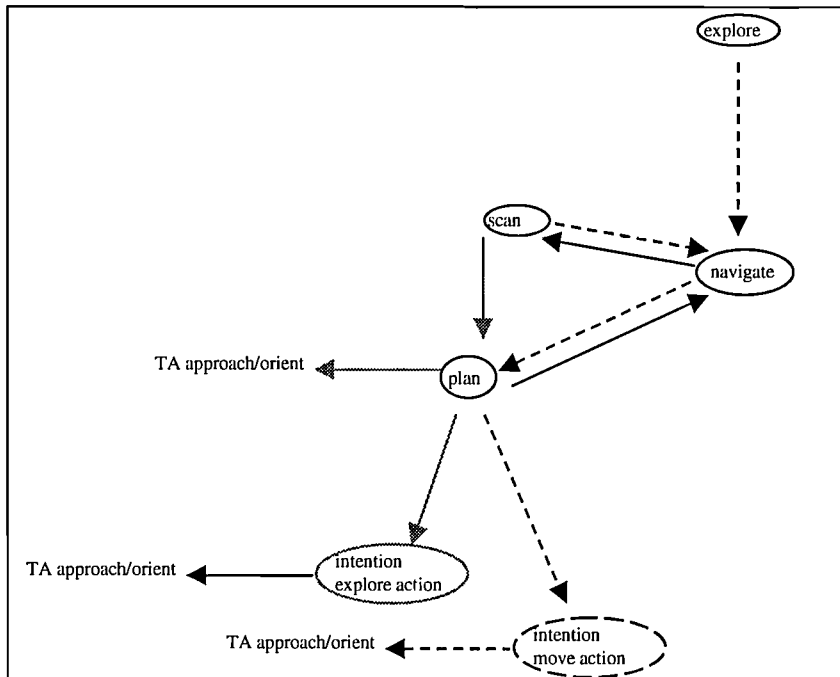 explore
scan
navigate
TA approach/orient
plan
intention
explore action
TA approach/orient
intention
move action
TA approach/orient